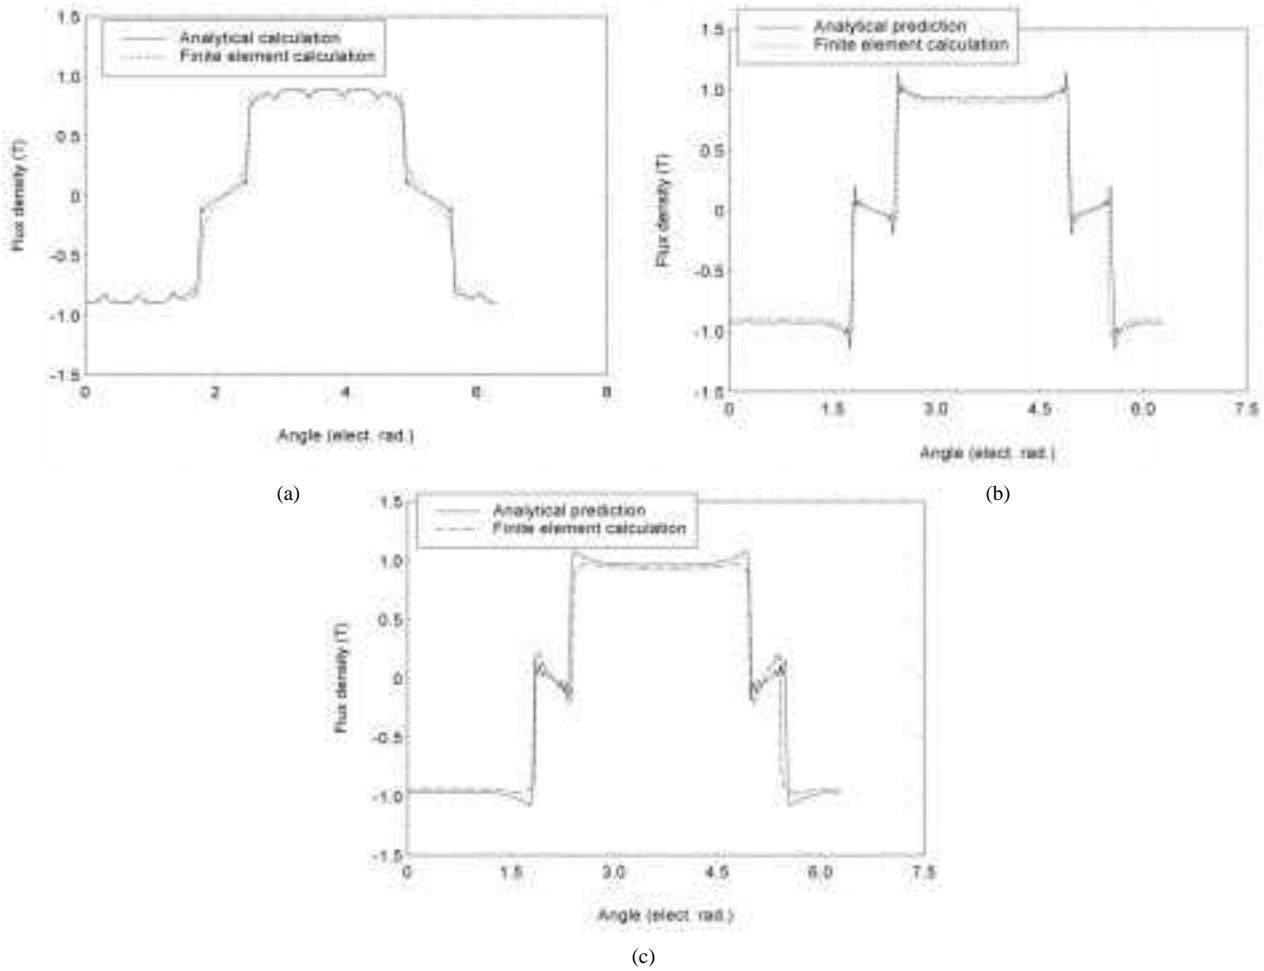 1.5
1.0
0.5
0
-0.5
-1.0
-1.5
Flux density (T)
Analytical calculation
Finite element calculation
0 2 4 6 8
Angle (elect. rad.)
(a)
1.5
1.0
0.5
0
-0.5
-1.0
-1.5
Flux density (T)
Analytical prediction
Finite element calculation
0 1.5 3.0 4.5 6.0 7.5
Angle (elect. rad.)
(b)
1.5
1.0
0.5
0
-0.5
-1.0
-1.5
Flux density (T)
Analytical prediction
Finite element calculation
0 1.5 3.0 4.5 6.0 7.5
Angle (elect. rad.)
(c)